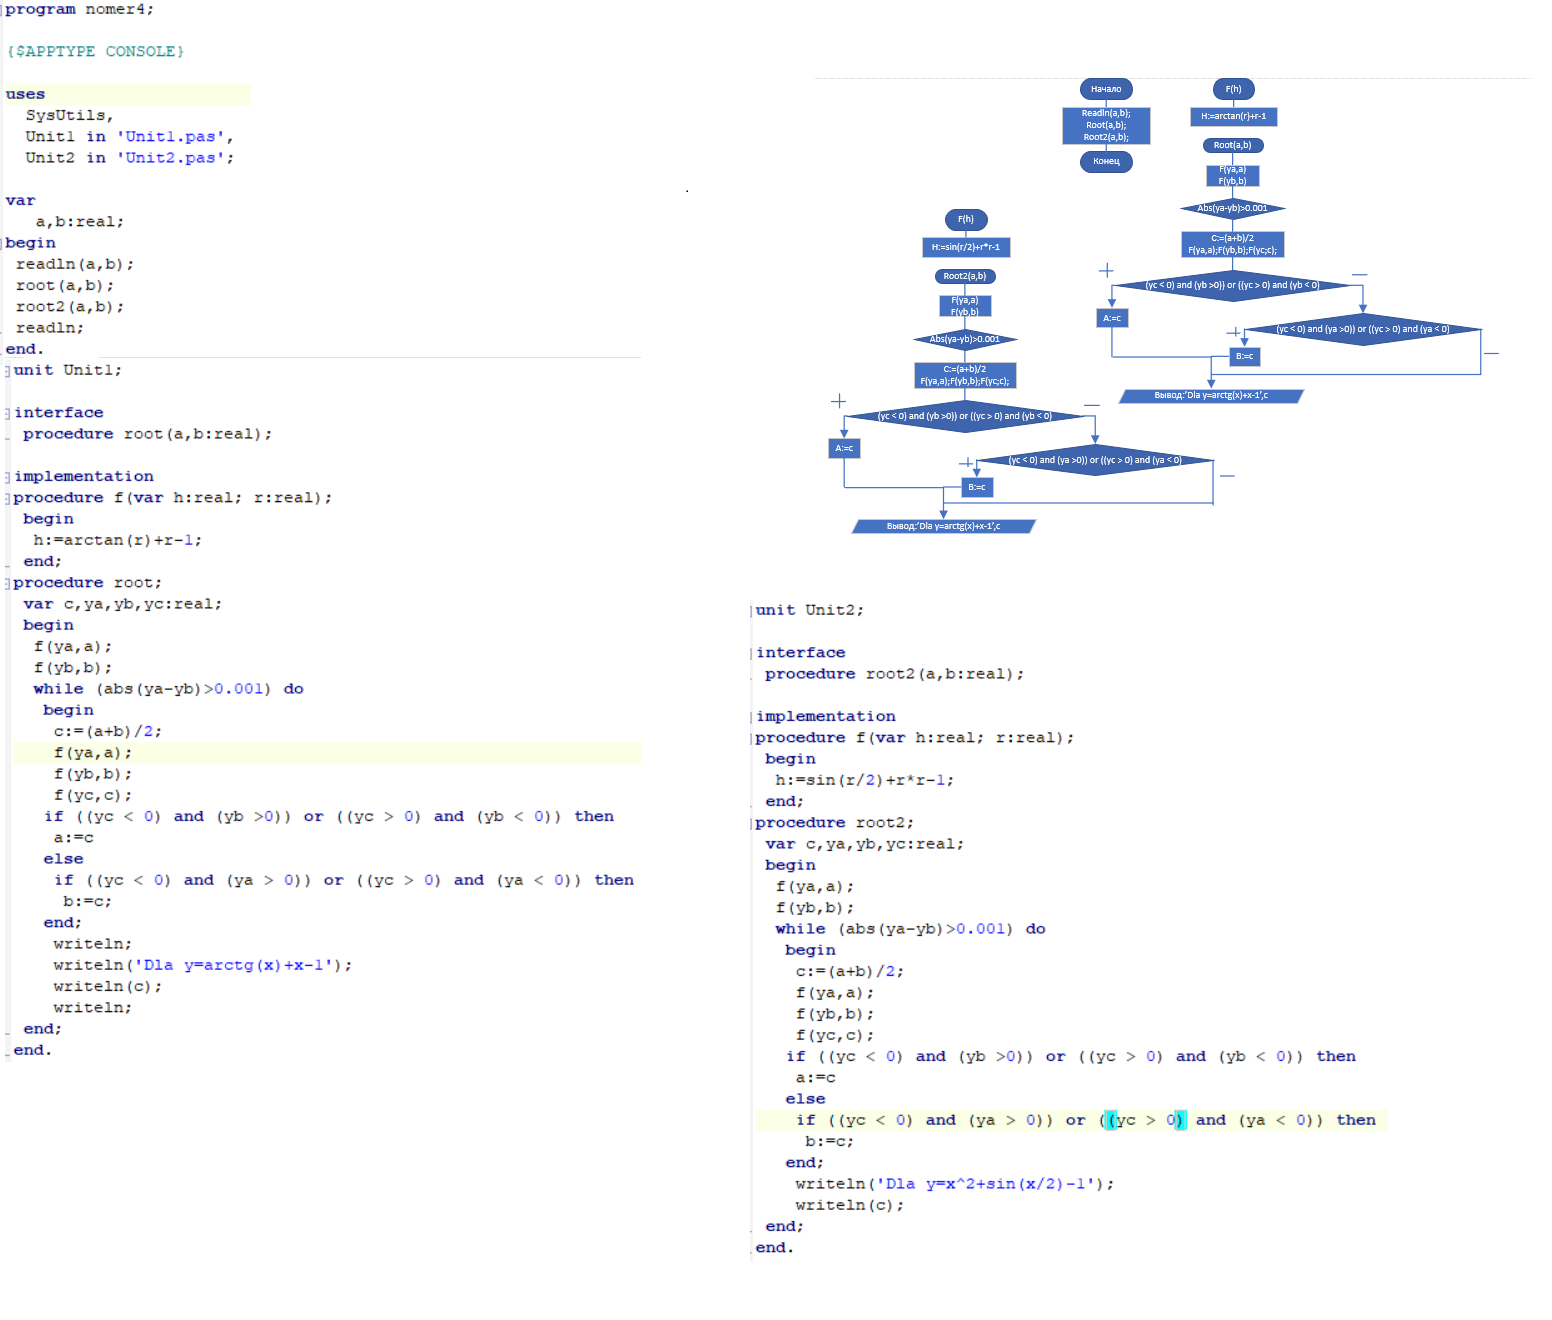 program nomer4;
{$APPTYPE CONSOLE}
uses
SysUtils,
Unit1 in 'Unit1.pas',
Unit2 in 'Unit2.pas';
var
a,b:real;
begin
readln(a,b);
root(a,b);
root2(a,b);
readln;
end.
unit Unit1;
interface
procedure root(a,b:real);
implementation
procedure f(var h:real; r:real);
begin
h:=arctan(r)+r-1;
end;
procedure root;
var c,ya,yb,yc:real;
begin
f(ya,a);
f(yb,b);
while (abs(ya-yb)>0.001) do
begin
c:=(a+b)/2;
f(ya,a);
f(yb,b);
f(yc,c);
if ((yc < 0) and (yb >0)) or ((yc > 0) and (yb < 0)) then
a:=c
else
if ((yc < 0) and (ya > 0)) or ((yc > 0) and (ya < 0)) then
b:=c;
end;
writeln;
writeln('Dla y=arctg(x)+x-1');
writeln(c);
writeln;
end;
end.
Начало
Readln(a,b);
Root(a,b);
Root2(a,b);
Конец
F(h)
H:=arctan(r)+r-1
Root(a,b)
F(ya,a)
F(yb,b)
Abs(ya-yb)>0.001
C:=(a+b)/2
F(ya,a);F(yb,b);F(yc;c);
+
(yc < 0) and (yb >0)) or ((yc > 0) and (yb < 0)
—
A:=c
+
(yc < 0) and (ya >0)) or ((yc > 0) and (ya < 0)
—
B:=c
Вывод:'Dla y=arctg(x)+x-1',c
F(h)
H:=sin(r/2)+r*r-1
Root2(a,b)
F(ya,a)
F(yb,b)
Abs(ya-yb)>0.001
C:=(a+b)/2
F(ya,a);F(yb,b);F(yc;c);
+
(yc < 0) and (yb >0)) or ((yc > 0) and (yb < 0)
—
A:=c
+
(yc < 0) and (ya >0)) or ((yc > 0) and (ya < 0)
—
B:=c
Вывод:'Dla y=arctg(x)+x-1',c
unit Unit2;
interface
procedure root2(a,b:real);
implementation
procedure f(var h:real; r:real);
begin
h:=sin(r/2)+r*r-1;
end;
procedure root2;
var c,ya,yb,yc:real;
begin
f(ya,a);
f(yb,b);
while (abs(ya-yb)>0.001) do
begin
c:=(a+b)/2;
f(ya,a);
f(yb,b);
f(yc,c);
if ((yc < 0) and (yb >0)) or ((yc > 0) and (yb < 0)) then
a:=c
else
if ((yc < 0) and (ya > 0)) or ((yc > 0) and (ya < 0)) then
b:=c;
end;
writeln('Dla y=x^2+sin(x/2)-1');
writeln(c);
end;
end.